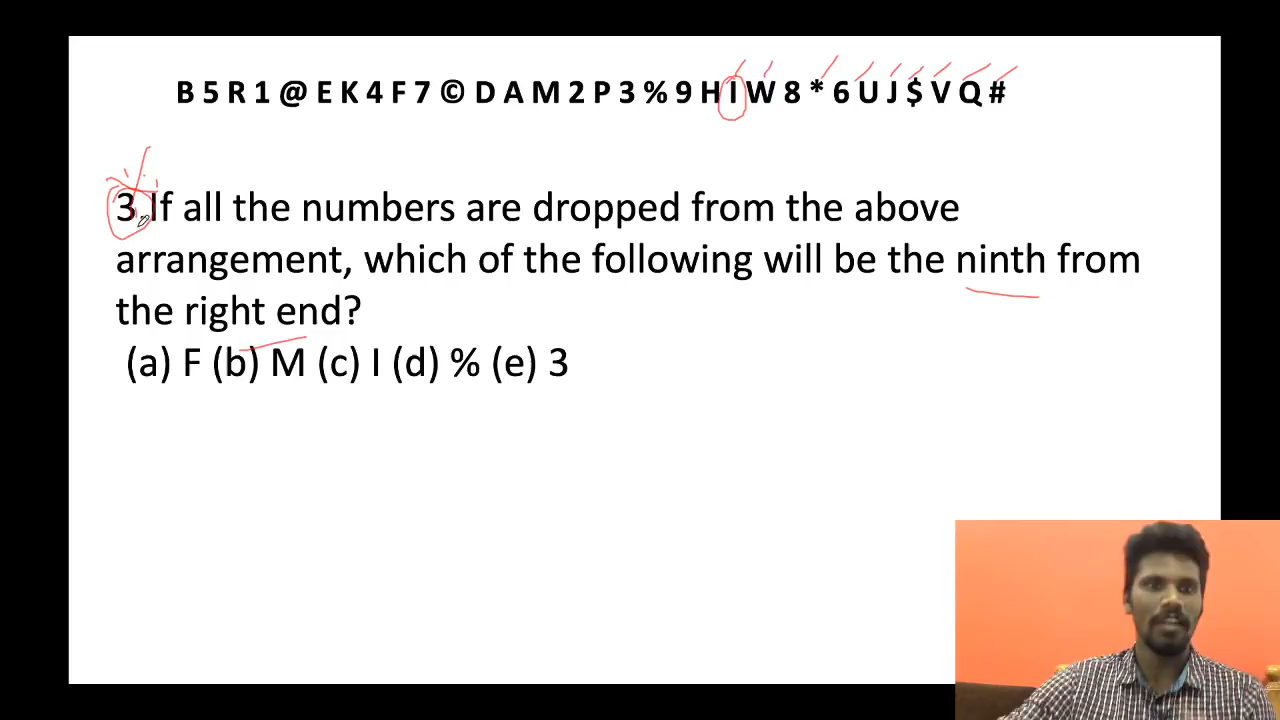 B 5 R 1 @ E K 4 F 7 © D A M 2 P 3 % 9 H I W 8 * 6 U J $ V Q #
3. If all the numbers are dropped from the above
arrangement, which of the following will be the ninth from
the right end?
(a) F (b) M (c) I (d) % (e) 3